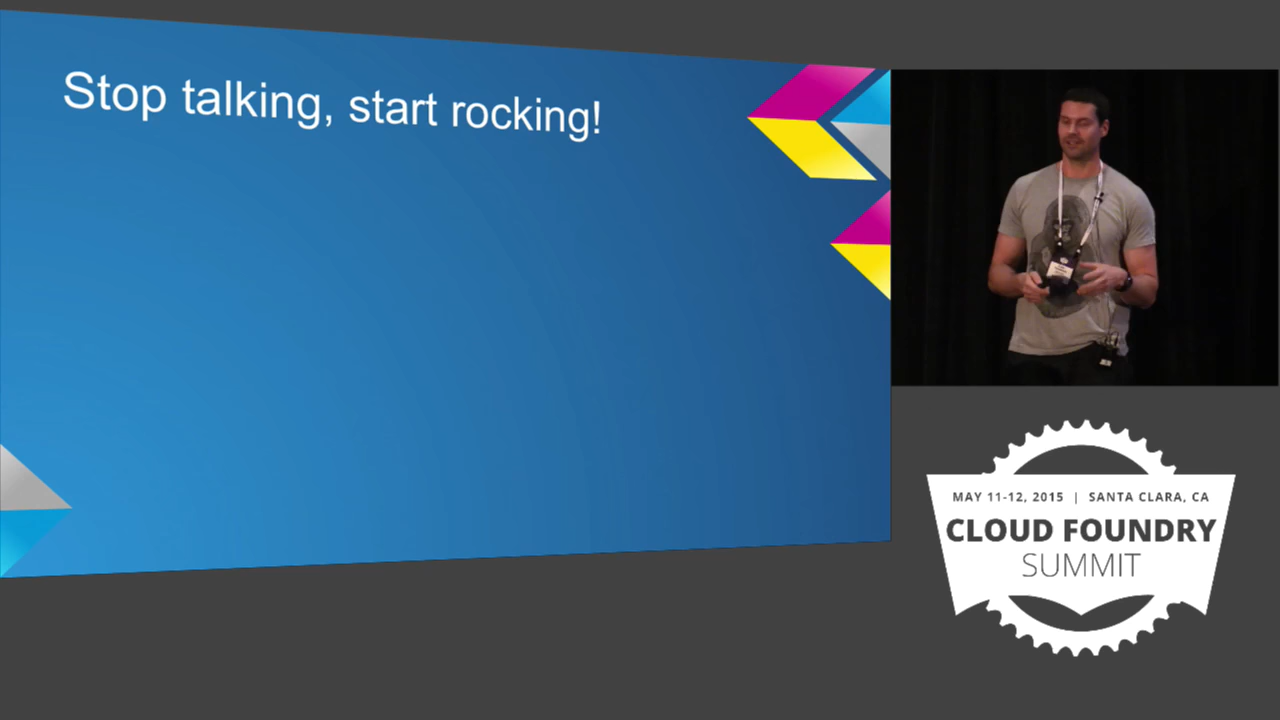 Stop talking, start rocking!
MAY 11-12, 2015 | SANTA CLARA, CA
CLOUD FOUNDRY
SUMMIT